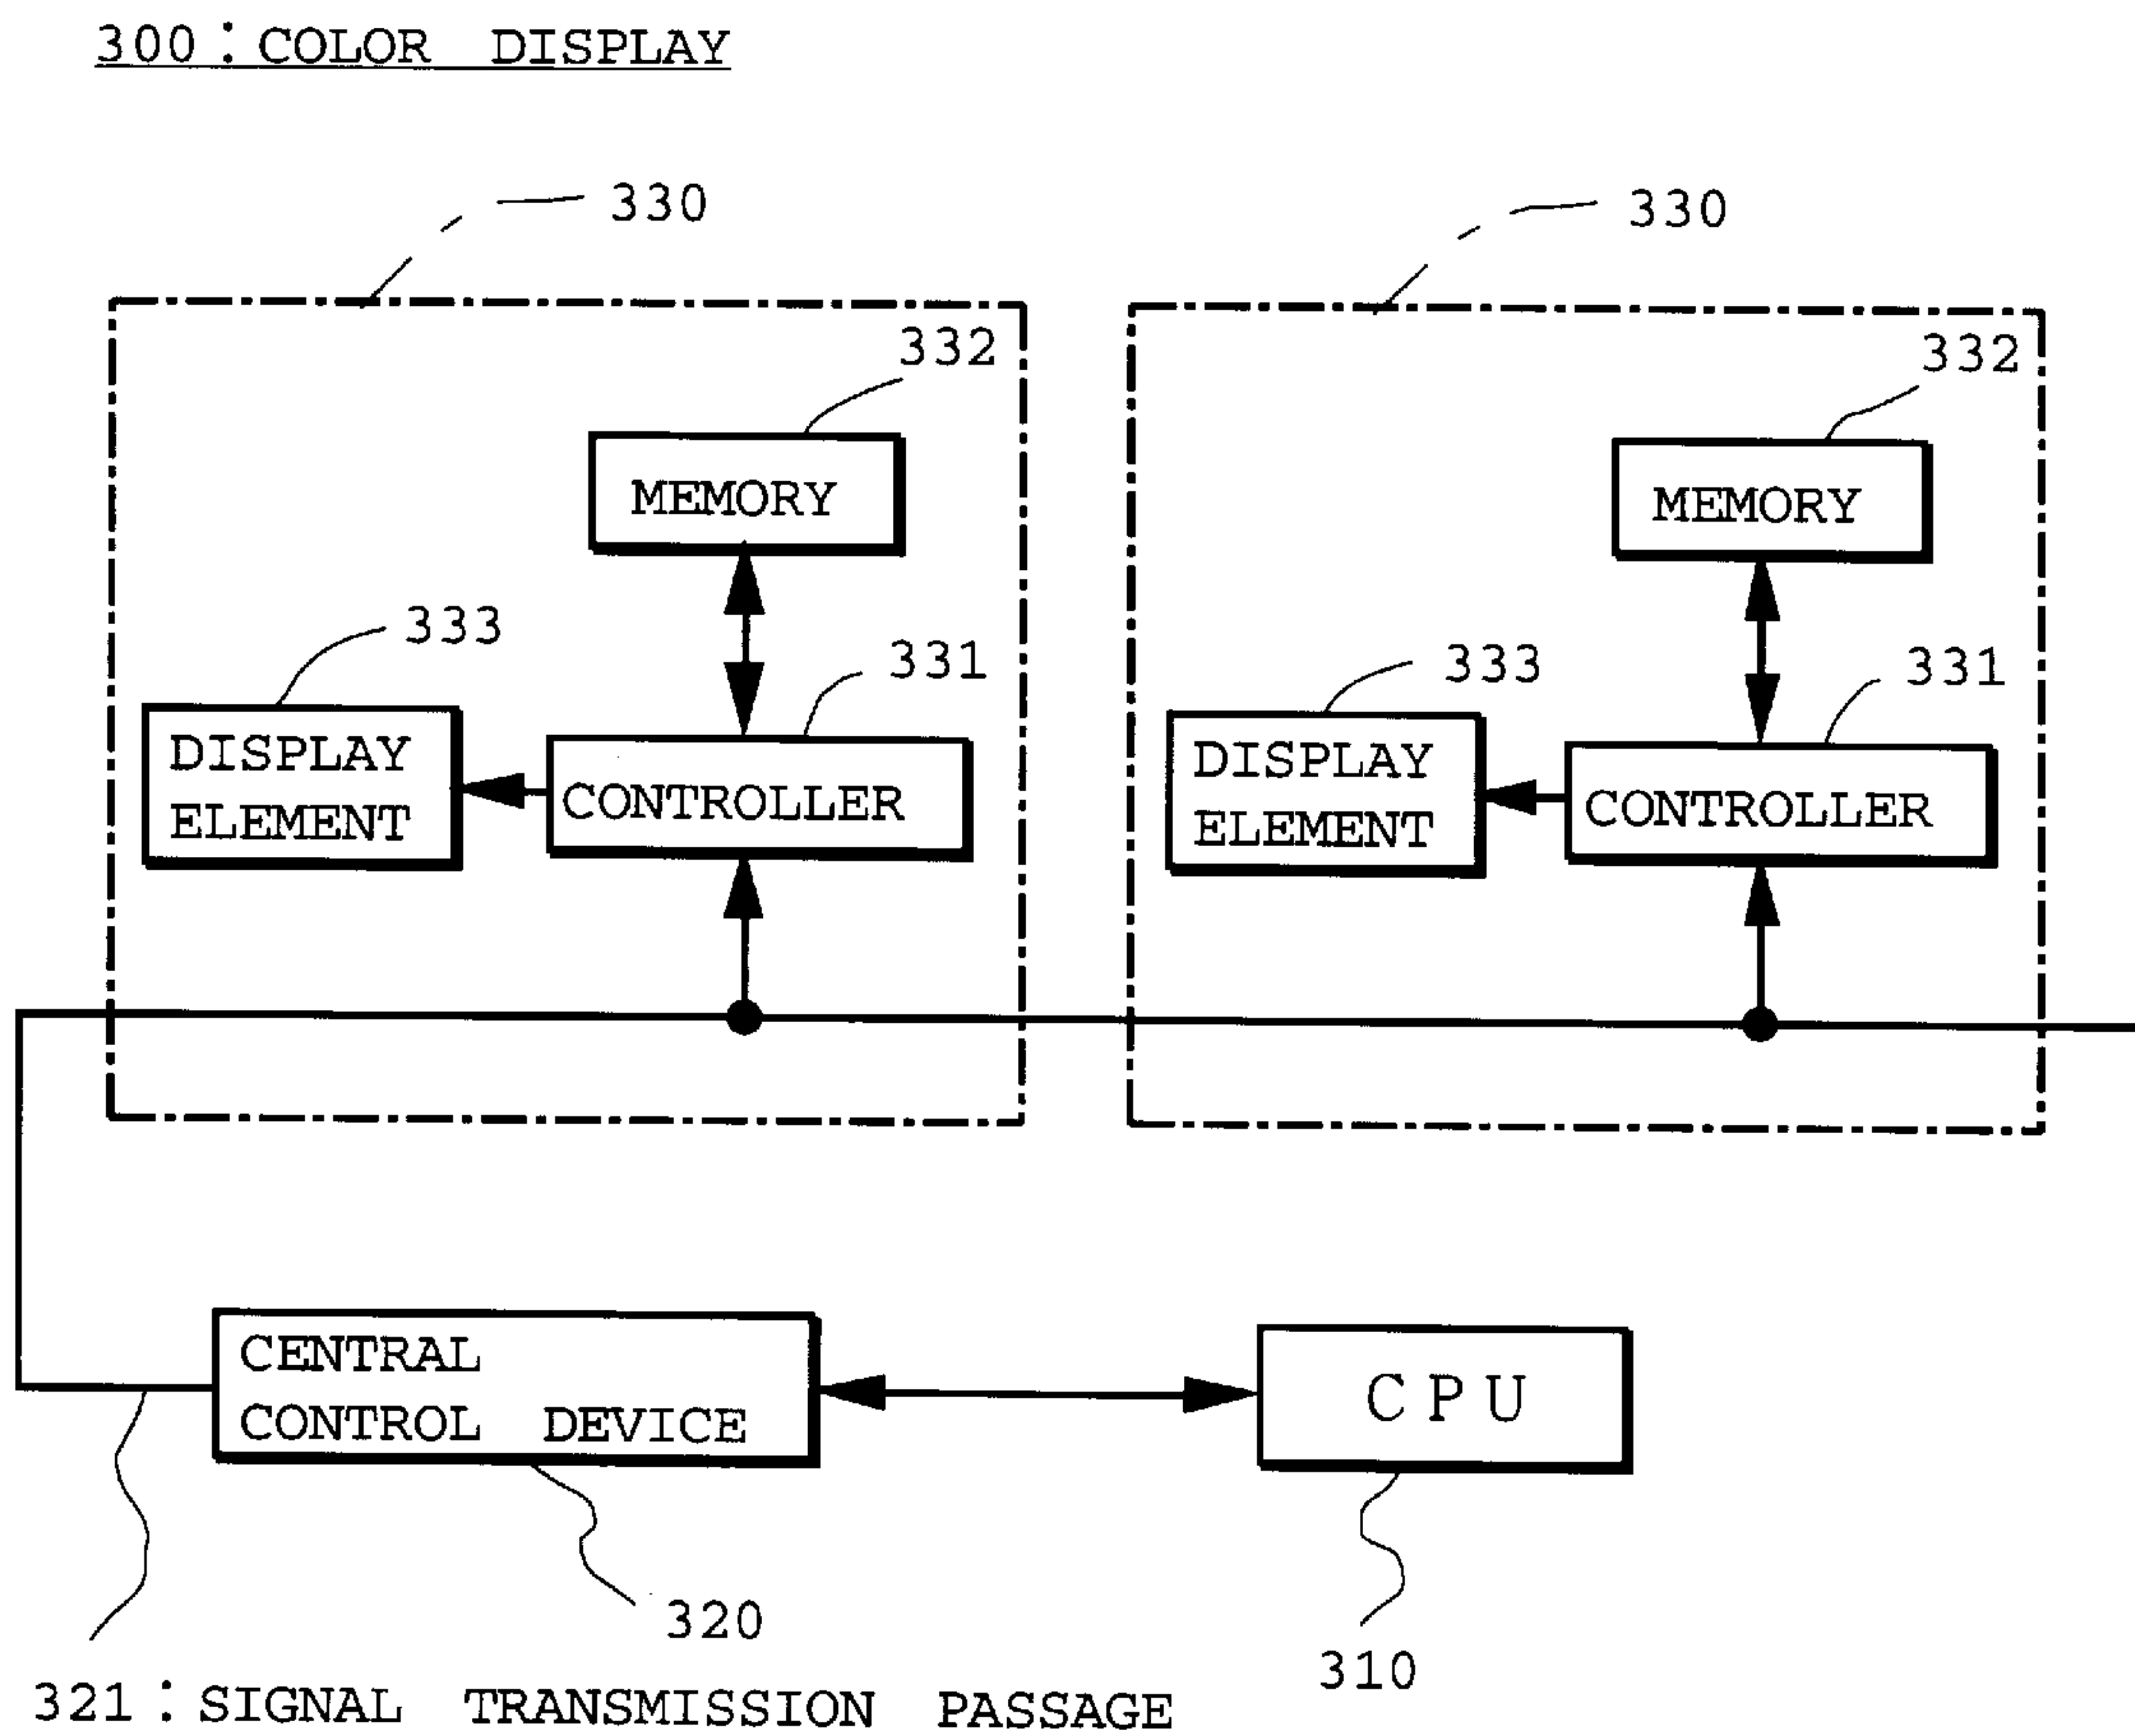 300 : COLOR DISPLAY
330
330
332
332
MEMORY
MEMORY
333
331
333
331
DISPLAY
ELEMENT
CONTROLLER
DISPLAY
ELEMENT
CONTROLLER
CENTRAL
CONTROL DEVICE
CPU
320
310
321 : SIGNAL TRANSMISSION PASSAGE